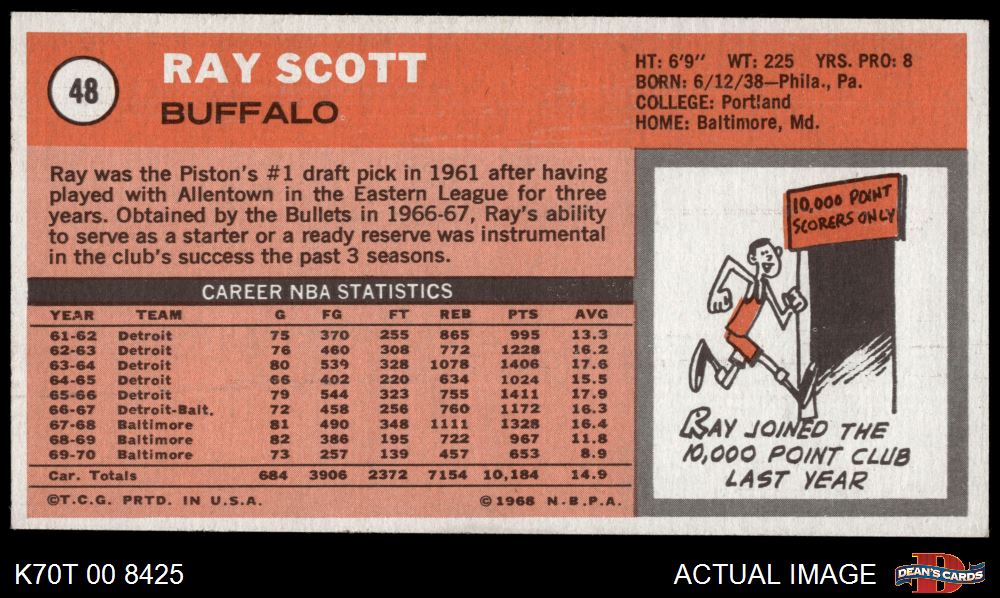 48
RAY SCOTT
BUFFALO
HT: 6'9" WT: 225 YRS. PRO: 8
BORN: 6/12/38—Phila., Pa.
COLLEGE: Portland
HOME: Baltimore, Md.
Ray was the Piston's #1 draft pick in 1961 after having
played with Allentown in the Eastern League for three
years. Obtained by the Bullets in 1966-67, Ray's ability
to serve as a starter or a ready reserve was instrumental
in the club's success the past 3 seasons.
CAREER NBA STATISTICS
YEAR TEAM G FG FT REB PTS AVG
61-62 Detroit 75 370 255 865 995 13.3
62-63 Detroit 76 460 308 772 1228 16.2
63-64 Detroit 80 539 328 1078 1406 17.6
64-65 Detroit 66 402 220 634 1024 15.5
65-66 Detroit 79 544 323 755 1411 17.9
66-67 Detroit-Balt. 72 458 256 760 1172 16.3
67-68 Baltimore 81 490 348 1111 1328 16.4
68-69 Baltimore 82 386 195 722 967 11.8
69-70 Baltimore 73 257 139 457 653 8.9
Car. Totals 684 3906 2372 7154 10,184 14.9
©T.C.G. PRTD. IN U.S.A. ©1968 N.B.P.A.
10,000 POINT
SCORERS ONLY
RAY JOINED THE
10,000 POINT CLUB
LAST YEAR
K70T 00 8425
ACTUAL IMAGE
D
DEAN'S CARDS